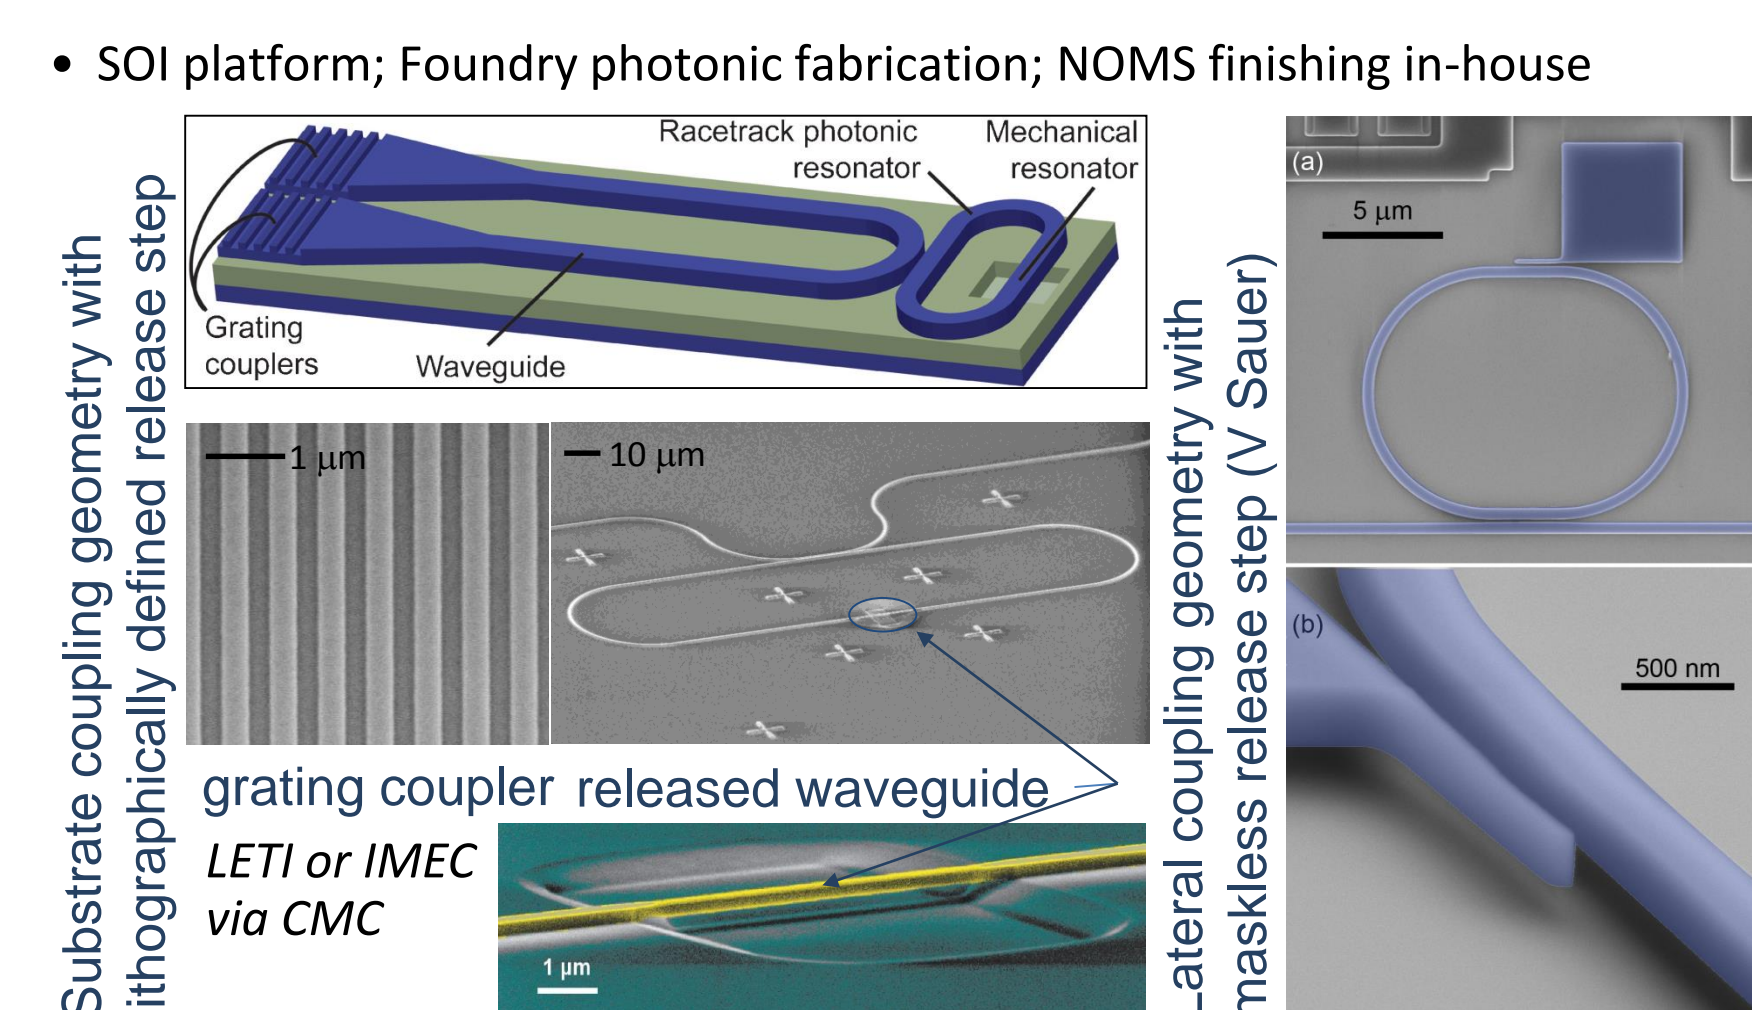 • SOI platform; Foundry photonic fabrication; NOMS finishing in-house
Substrate coupling geometry with
ithographically defined release step
Racetrack photonic
resonator
Mechanical
resonator
Grating
couplers
Waveguide
1 μm
10 μm
grating coupler
released waveguide
LETI or IMEC
via CMC
1 μm
Lateral coupling geometry with
maskless release step (V Sauer)
(a)
5 μm
(b)
500 nm